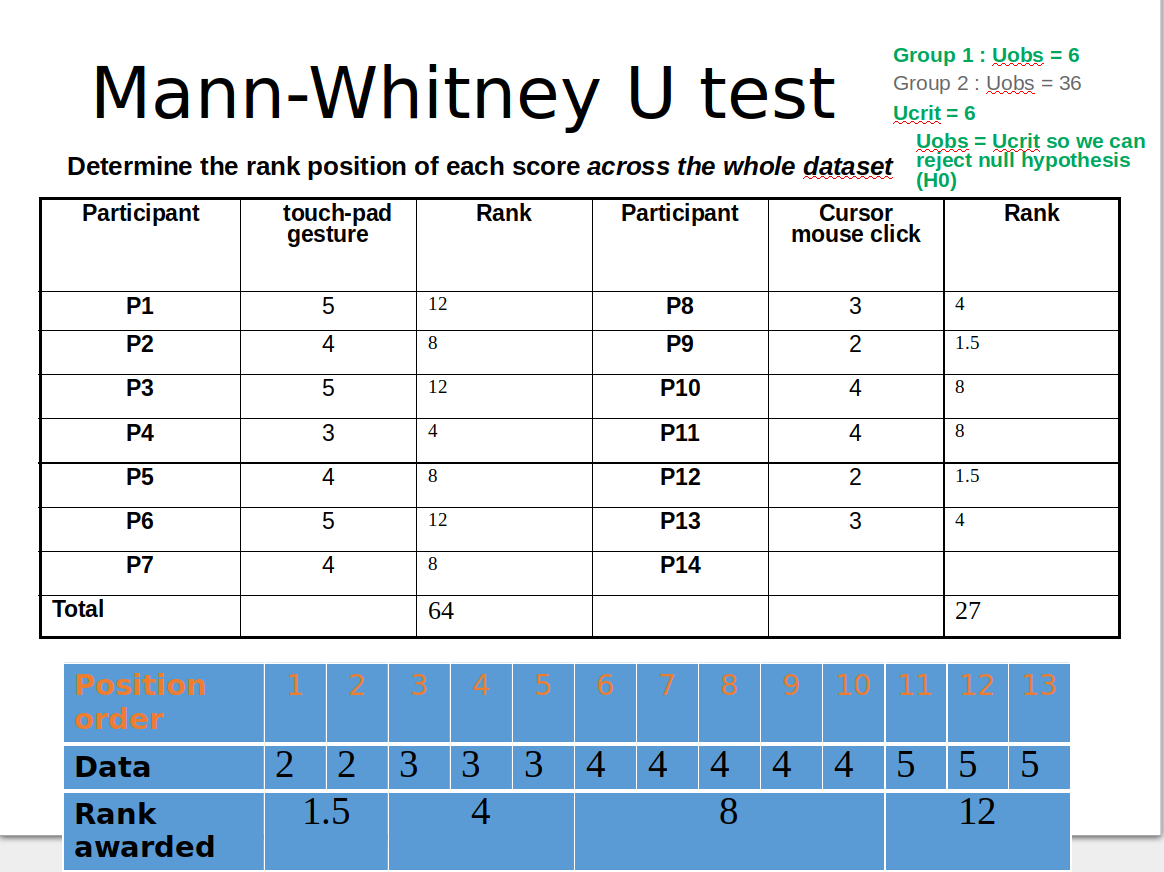 Mann-Whitney U test
Group 1 : Uobs = 6
Group 2 : Uobs = 36
Ucrit = 6
Uobs = Ucrit so we can
reject null hypothesis
(H0)
Determine the rank position of each score across the whole dataset
Participant touch-pad gesture Rank Participant Cursor mouse click Rank
P1 5 12 P8 3 4
P2 4 8 P9 2 1.5
P3 5 12 P10 4 8
P4 3 4 P11 4 8
P5 4 8 P12 2 1.5
P6 5 12 P13 3 4
P7 4 8 P14
Total 64 27
Position order 1 2 3 4 5 6 7 8 9 10 11 12 13
Data 2 2 3 3 3 4 4 4 4 4 5 5 5
Rank awarded 1.5 4 8 12